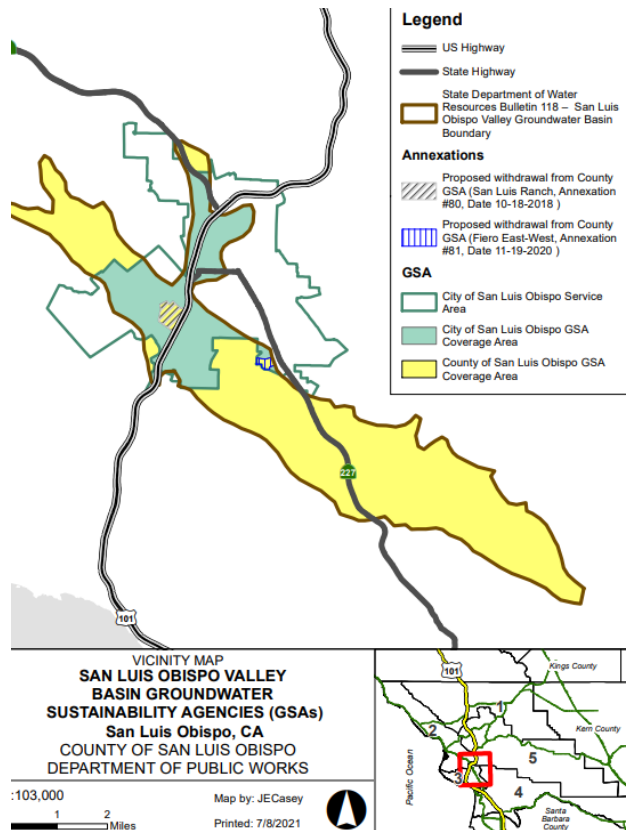 Legend
US Highway
State Highway
State Department of Water
Resources Bulletin 118 – San Luis
Obispo Valley Groundwater Basin
Boundary
Annexations
Proposed withdrawal from County
GSA (San Luis Ranch, Annexation
#80, Date 10-18-2018 )
Proposed withdrawal from County
GSA (Fiero East-West, Annexation
#81, Date 11-19-2020 )
GSA
City of San Luis Obispo Service
Area
City of San Luis Obispo GSA
Coverage Area
County of San Luis Obispo GSA
Coverage Area
227
101
VICINITY MAP
SAN LUIS OBISPO VALLEY
BASIN GROUNDWATER
SUSTAINABILITY AGENCIES (GSAs)
San Luis Obispo, CA
COUNTY OF SAN LUIS OBISPO
DEPARTMENT OF PUBLIC WORKS
:103,000
0 1 2
Miles
Map by: JECasey
Printed: 7/8/2021
101
Kings County
1
2
Kern County
5
3
4
Pacific Ocean
Santa
Barbara
County